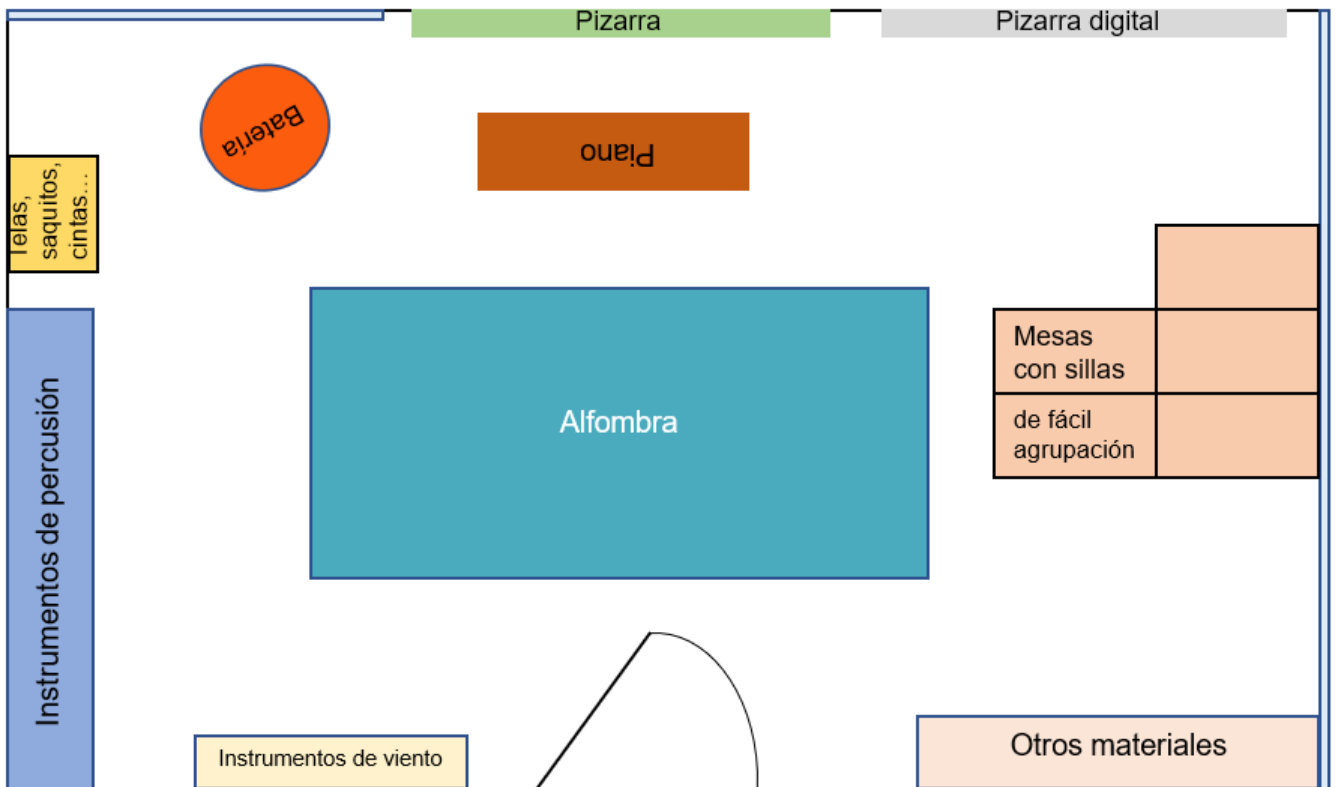 Pizarra
Pizarra digital
Batería
Piano
Telas,
saquitos,
cintas...
Mesas
con sillas
de fácil
agrupación
Alfombra
Instrumentos de percusión
Instrumentos de viento
Otros materiales